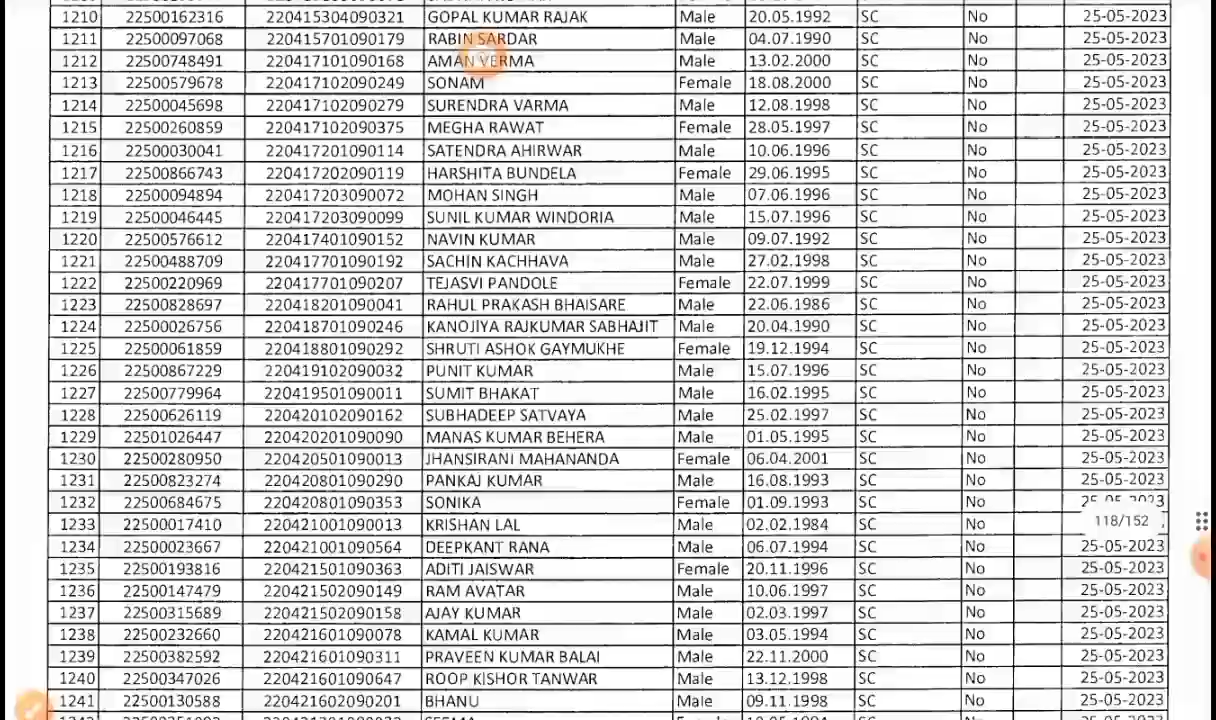 1210 22500162316 220415304090321 GOPAL KUMAR RAJAK Male 20.05.1992 SC No 25-05-2023
1211 22500097068 220415701090179 RABIN SARDAR Male 04.07.1990 SC No 25-05-2023
1212 22500748491 220417101090168 AMAN VERMA Male 13.02.2000 SC No 25-05-2023
1213 22500579678 220417102090249 SONAM Female 18.08.2000 SC No 25-05-2023
1214 22500045698 220417102090279 SURENDRA VARMA Male 12.08.1998 SC No 25-05-2023
1215 22500260859 220417102090375 MEGHA RAWAT Female 28.05.1997 SC No 25-05-2023
1216 22500030041 220417201090114 SATENDRA AHIRWAR Male 10.06.1996 SC No 25-05-2023
1217 22500866743 220417202090119 HARSHITA BUNDELA Female 29.06.1995 SC No 25-05-2023
1218 22500094894 220417203090072 MOHAN SINGH Male 07.06.1996 SC No 25-05-2023
1219 22500046445 220417203090099 SUNIL KUMAR WINDORIA Male 15.07.1996 SC No 25-05-2023
1220 22500576612 220417401090152 NAVIN KUMAR Male 09.07.1992 SC No 25-05-2023
1221 22500488709 220417701090192 SACHIN KACHHAVA Male 27.02.1998 SC No 25-05-2023
1222 22500220969 220417701090207 TEJASVI PANDOLE Female 22.07.1999 SC No 25-05-2023
1223 22500828697 220418201090041 RAHUL PRAKASH BHAISARE Male 22.06.1986 SC No 25-05-2023
1224 22500026756 220418701090246 KANOJIYA RAJKUMAR SABHAJIT Male 20.04.1990 SC No 25-05-2023
1225 22500061859 220418801090292 SHRUTI ASHOK GAYMUKHE Female 19.12.1994 SC No 25-05-2023
1226 22500867229 220419102090032 PUNIT KUMAR Male 15.07.1996 SC No 25-05-2023
1227 22500779964 220419501090011 SUMIT BHAKAT Male 16.02.1995 SC No 25-05-2023
1228 22500626119 220420102090162 SUBHADEEP SATVAYA Male 25.02.1997 SC No 25-05-2023
1229 22501026447 220420201090090 MANAS KUMAR BEHERA Male 01.05.1995 SC No 25-05-2023
1230 22500280950 220420501090013 JHANSIRANI MAHANANDA Female 06.04.2001 SC No 25-05-2023
1231 22500823274 220420801090290 PANKAJ KUMAR Male 16.08.1993 SC No 25-05-2023
1232 22500684675 220420801090353 SONIKA Female 01.09.1993 SC No
1233 22500017410 220421001090013 KRISHAN LAL Male 02.02.1984 SC No 118/152
1234 22500023667 220421001090564 DEEPKANT RANA Male 06.07.1994 SC No 25-05-2023
1235 22500193816 220421501090363 ADITI JAISWAR Female 20.11.1996 SC No 25-05-2023
1236 22500147479 220421502090149 RAM AVATAR Male 10.06.1997 SC No 25-05-2023
1237 22500315689 220421502090158 AJAY KUMAR Male 02.03.1997 SC No 25-05-2023
1238 22500232660 220421601090078 KAMAL KUMAR Male 03.05.1994 SC No 25-05-2023
1239 22500382592 220421601090311 PRAVEEN KUMAR BALAI Male 22.11.2000 SC No 25-05-2023
1240 22500347026 220421601090647 ROOP KISHOR TANWAR Male 13.12.1998 SC No 25-05-2023
1241 22500130588 220421602090201 BHANU Male 09.11.1998 SC No 25-05-2023